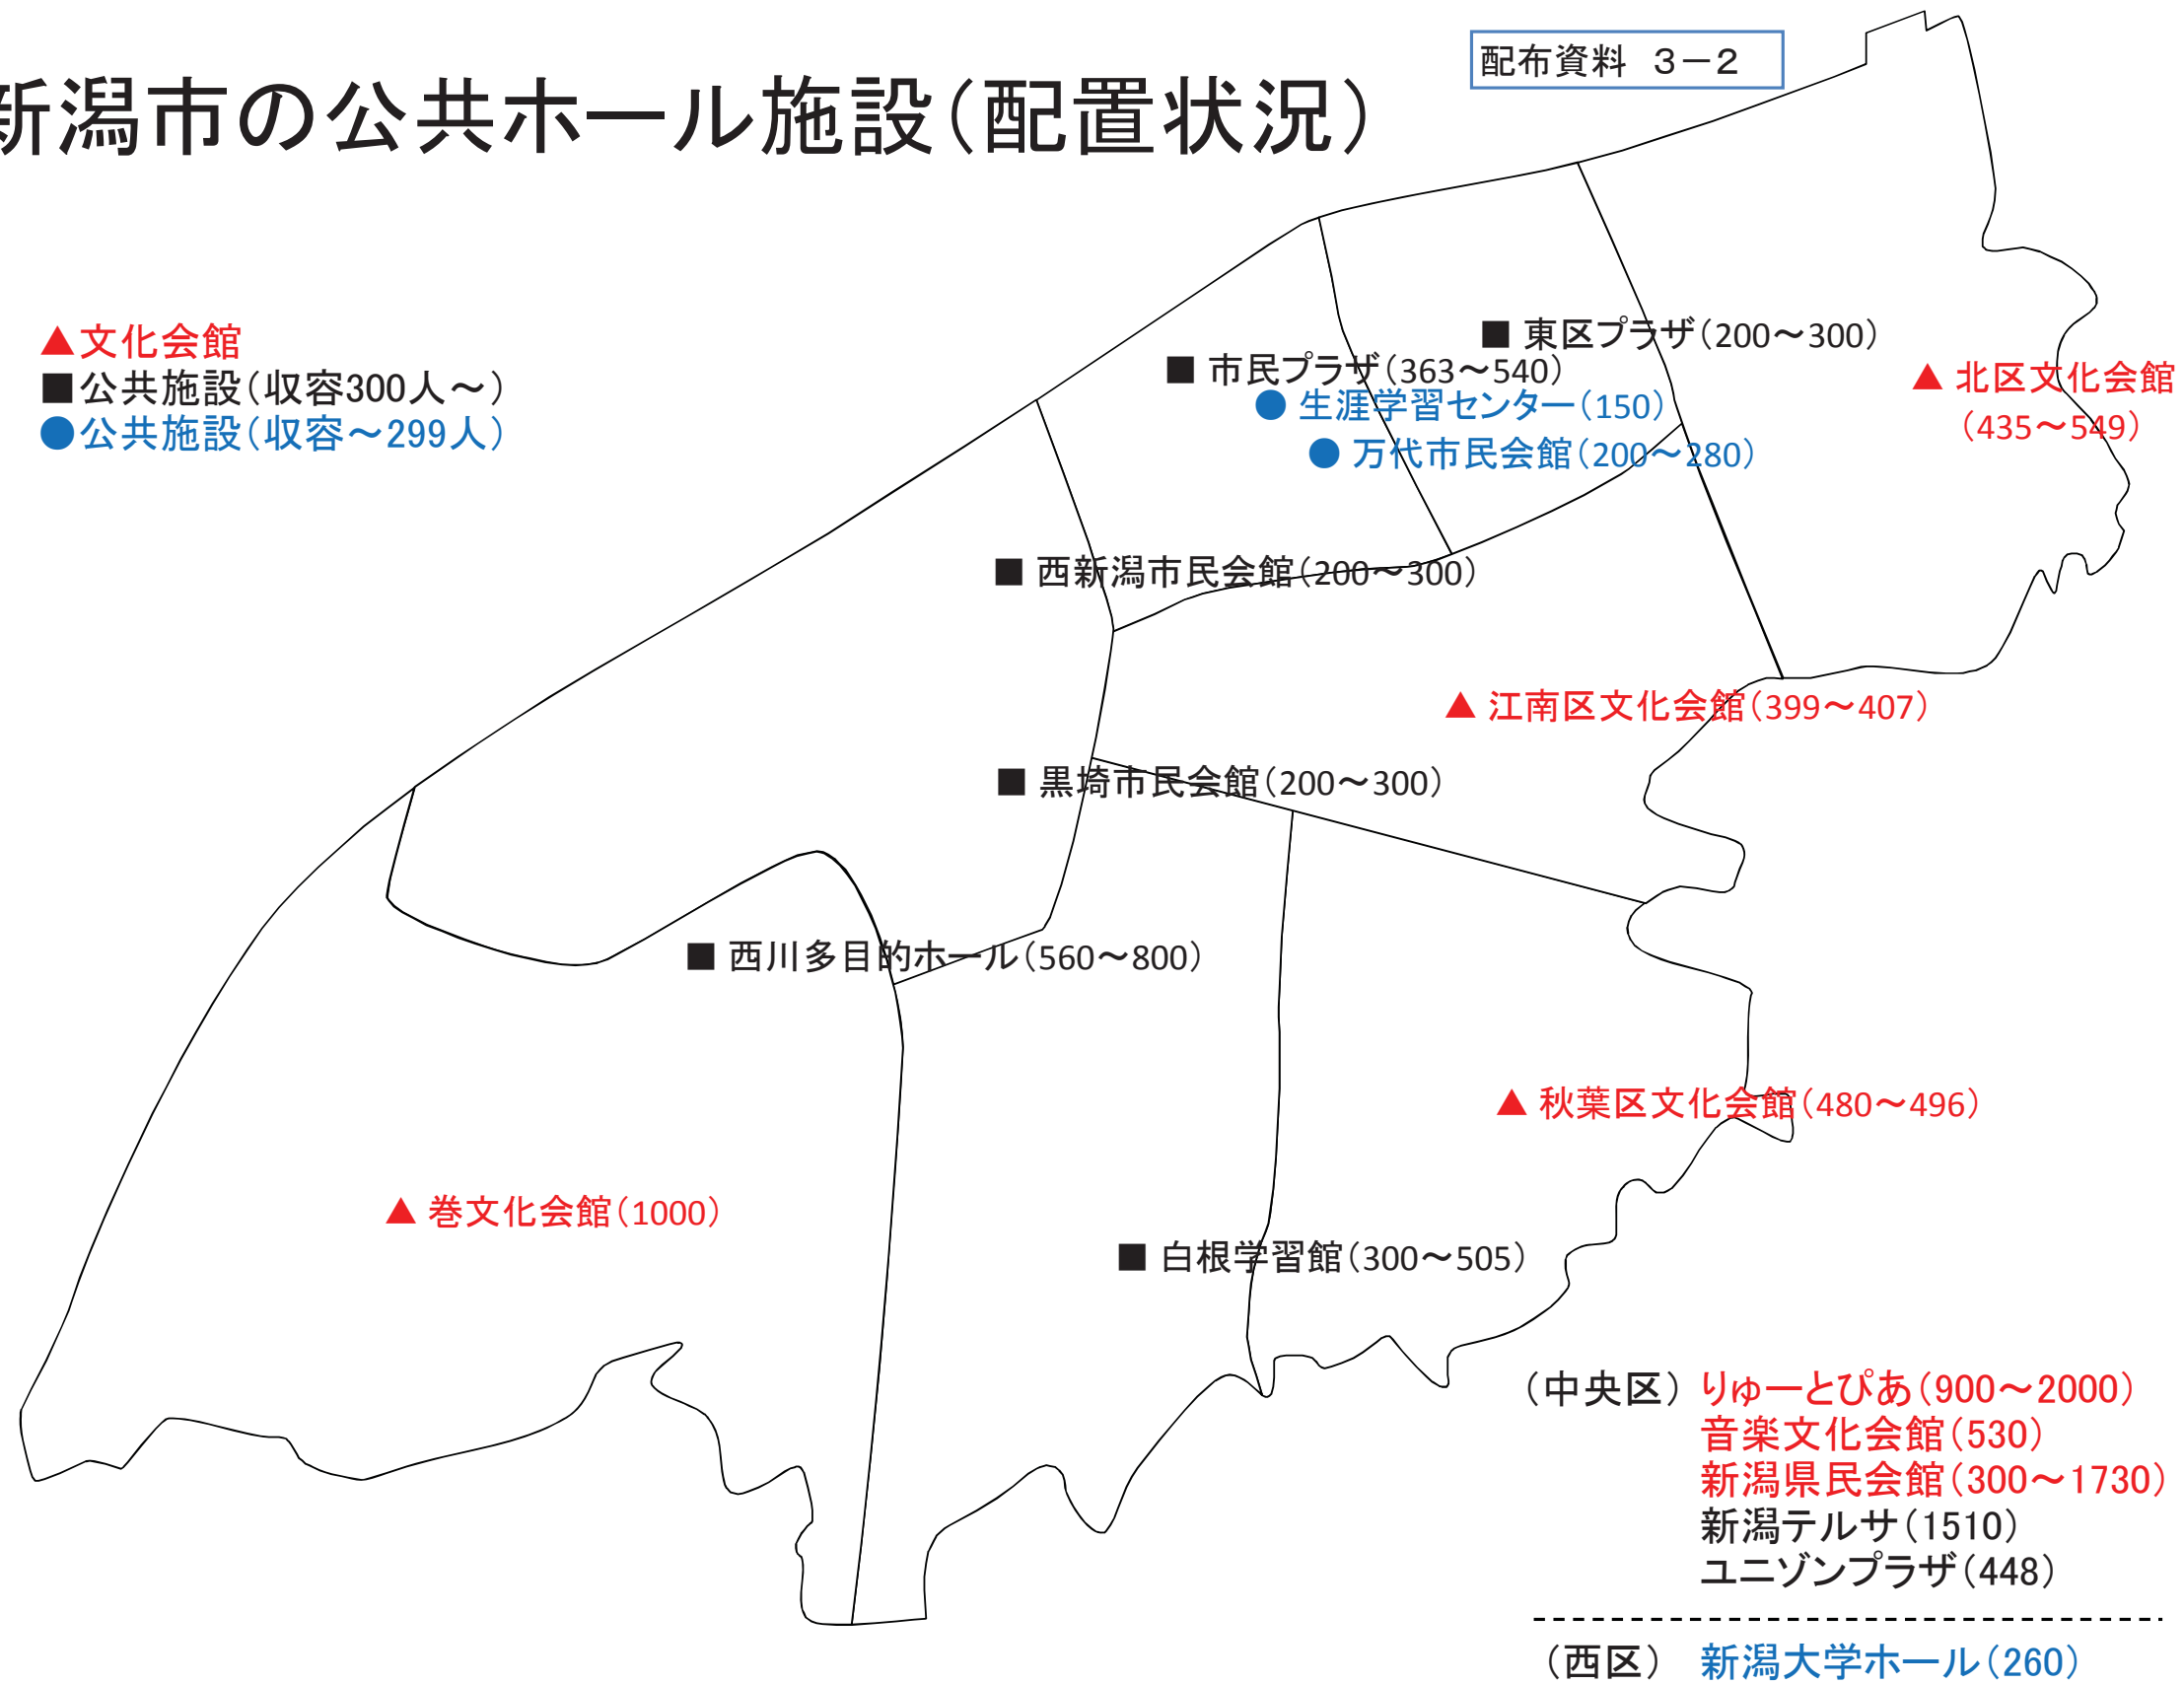 配布資料 3－2
新潟市の公共ホール施設（配置状況）
▲文化会館
■公共施設（収容300人～）
●公共施設（収容～299人）
■ 東区プラザ（200～300）
■ 市民プラザ（363～540）
▲ 北区文化会館
（435～549）
● 生涯学習センター（150）
● 万代市民会館（200～280）
■ 西新潟市民会館（200～300）
▲ 江南区文化会館（399～407）
■ 黒埼市民会館（200～300）
■ 西川多目的ホール（560～800）
▲ 秋葉区文化会館（480～496）
▲ 巻文化会館（1000）
■ 白根学習館（300～505）
（中央区）りゅーとぴあ（900～2000）
音楽文化会館（530）
新潟県民会館（300～1730）
新潟テルサ（1510）
ユニゾンプラザ（448）
（西区） 新潟大学ホール（260）